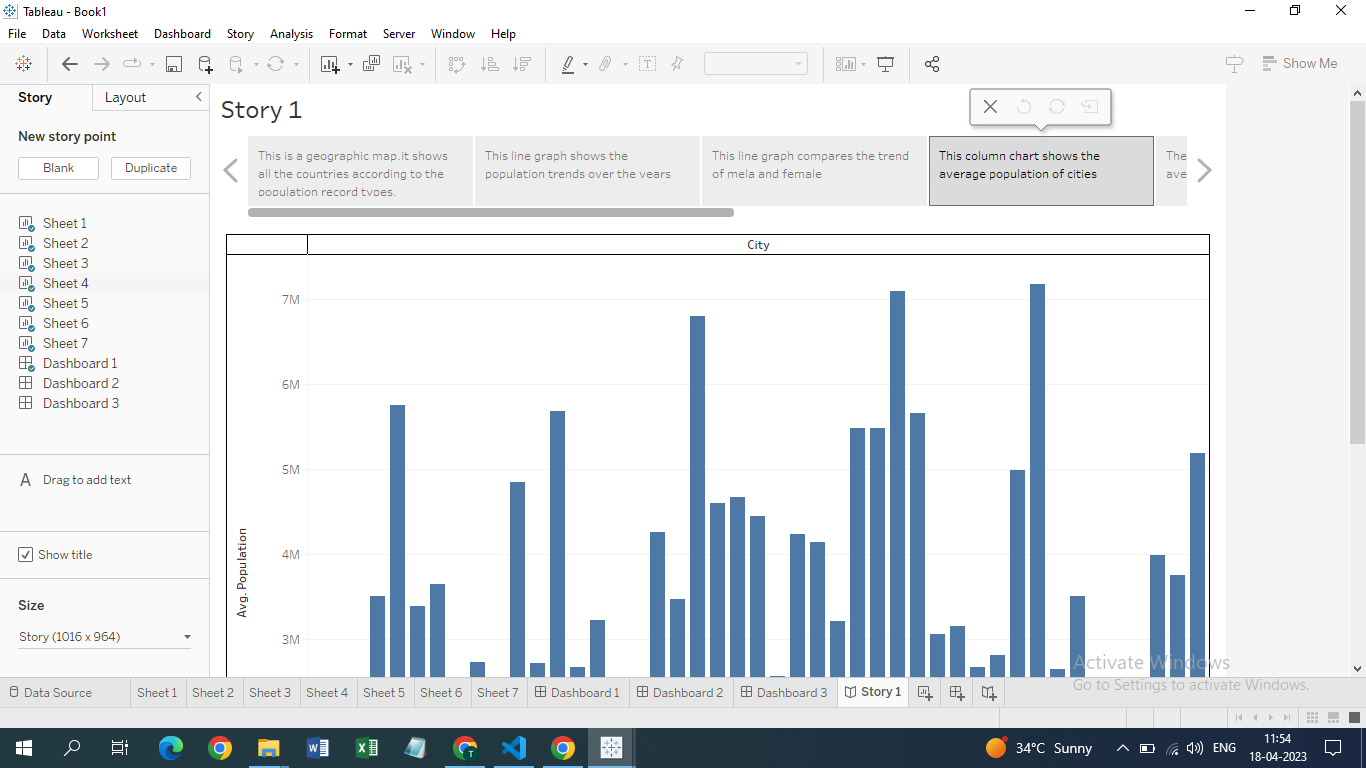 Tableau - Book1
File Data Worksheet Dashboard Story Analysis Format Server Window Help
Show Me
Story Layout
New story point
Blank Duplicate
Sheet 1
Sheet 2
Sheet 3
Sheet 4
Sheet 5
Sheet 6
Sheet 7
Dashboard 1
Dashboard 2
Dashboard 3
A Drag to add text
Show title
Size
Story (1016 x 964)
Story 1
This is a geographic map.it shows
all the countries according to the
population record types.
This line graph shows the
population trends over the years
This line graph compares the trend
of mela and female
This column chart shows the
average population of cities
The
ave
City
7M
6M
5M
4M
3M
Avg. Population
Activate Windows
Go to Settings to activate Windows.
Data Source Sheet 1 Sheet 2 Sheet 3 Sheet 4 Sheet 5 Sheet 6 Sheet 7 Dashboard 1 Dashboard 2 Dashboard 3 Story 1
34°C Sunny ENG 11:54
18-04-2023